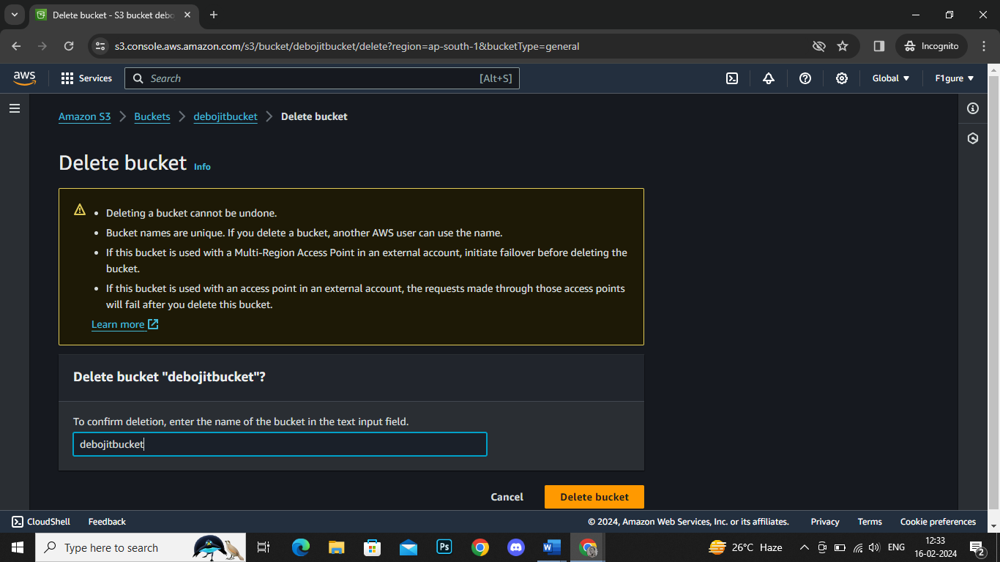 Delete bucket - S3 bucket debo
s3.console.aws.amazon.com/s3/bucket/debojitbucket/delete?region=ap-south-1&bucketType=general
Incognito
aws
Services
Search
[Alt+S]
Global
F1gure
Amazon S3
Buckets
debojitbucket
Delete bucket
Delete bucket Info
Deleting a bucket cannot be undone.
Bucket names are unique. If you delete a bucket, another AWS user can use the name.
If this bucket is used with a Multi-Region Access Point in an external account, initiate failover before deleting the
bucket.
If this bucket is used with an access point in an external account, the requests made through those access points
will fail after you delete this bucket.
Learn more
Delete bucket "debojitbucket"?
To confirm deletion, enter the name of the bucket in the text input field.
debojitbucket
Cancel
Delete bucket
CloudShell
Feedback
© 2024, Amazon Web Services, Inc. or its affiliates.
Privacy
Terms
Cookie preferences
Type here to search
Ps
W
26°C Haze
ENG
12:33
16-02-2024
2